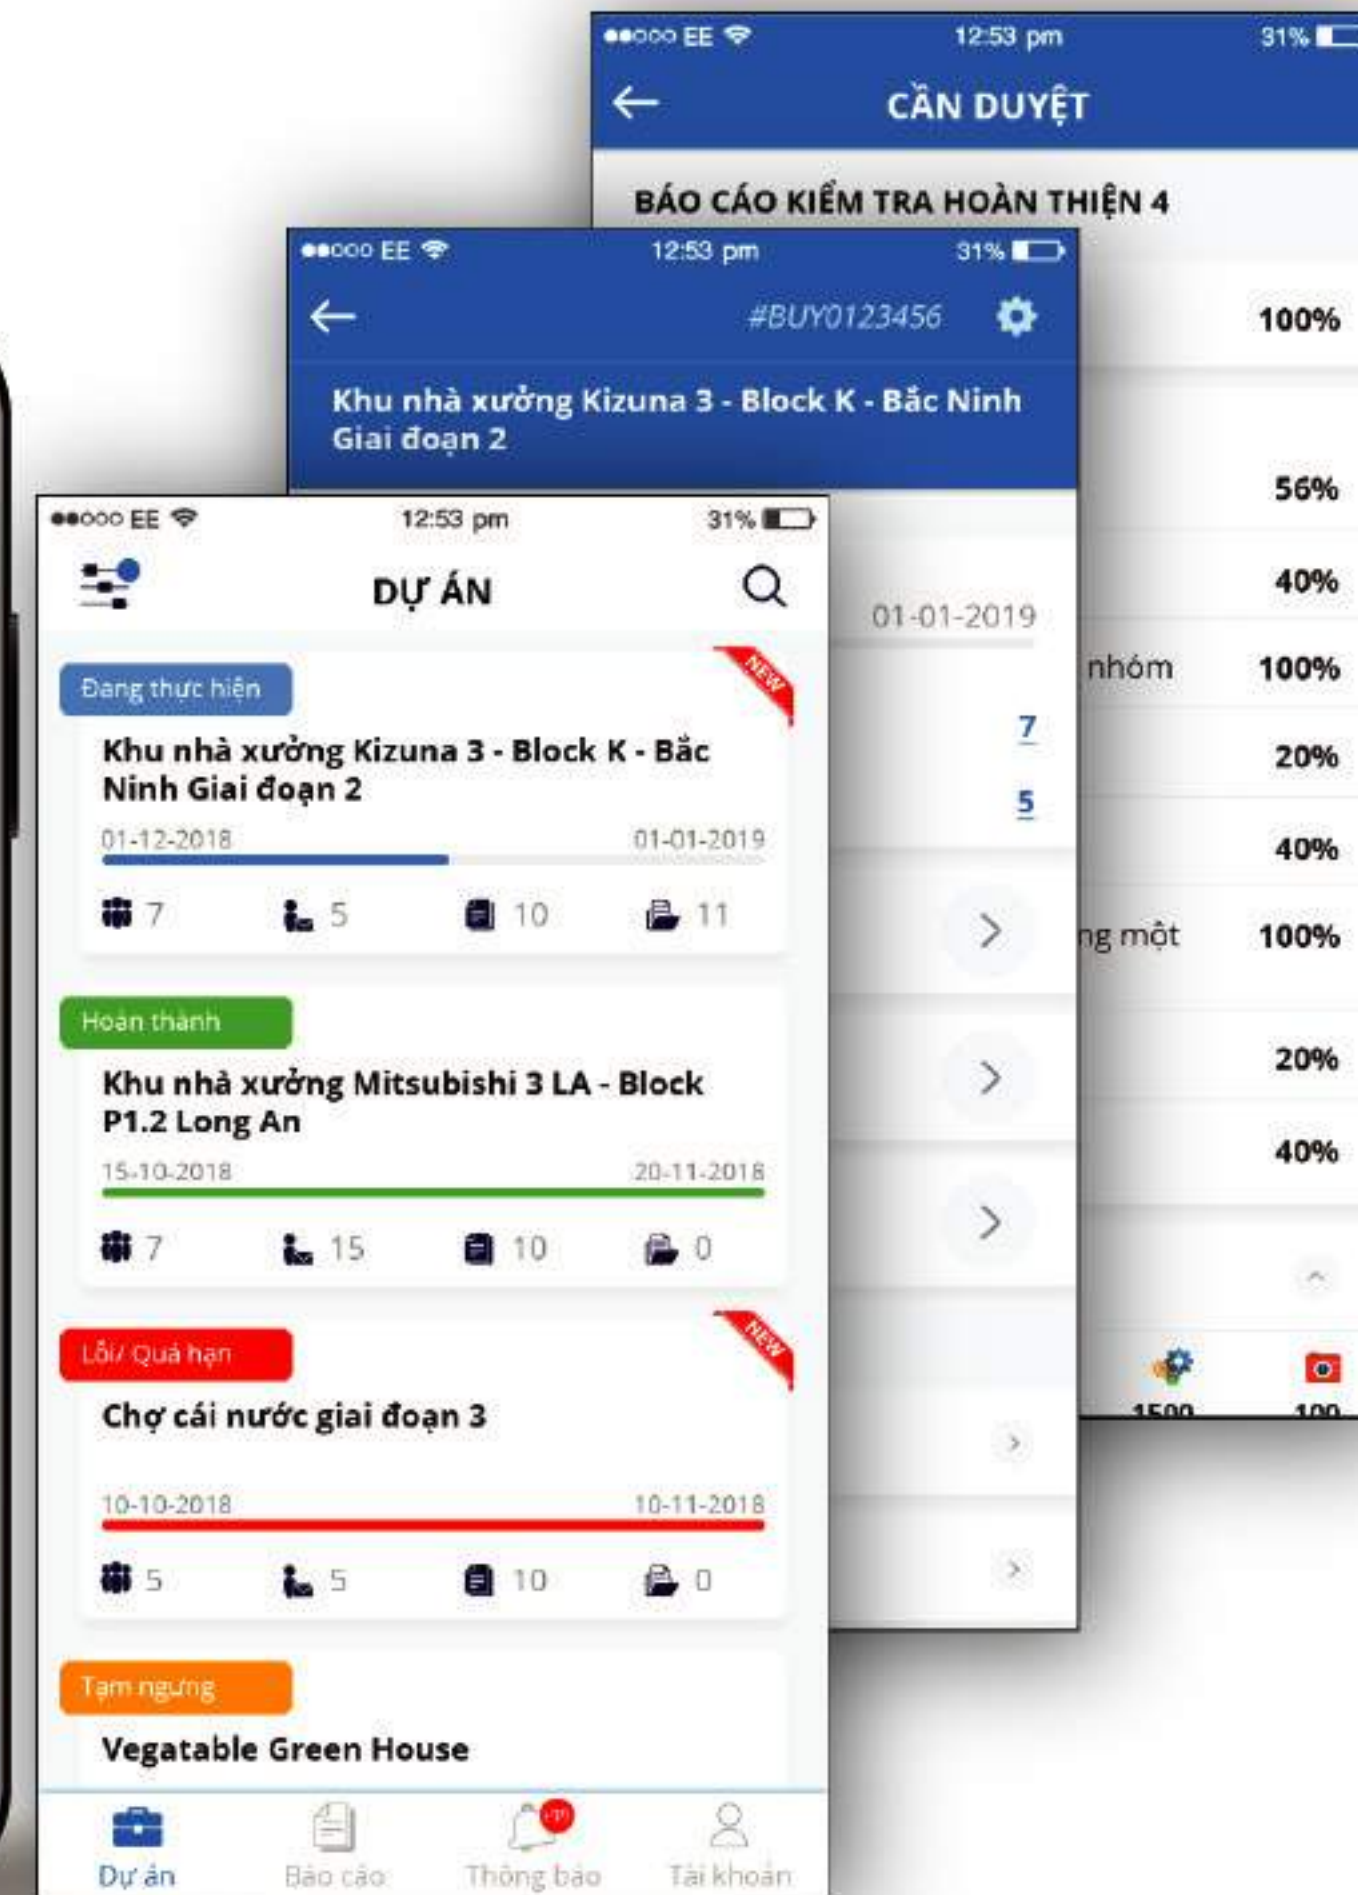 EE 12:53 pm 31%
CẦN DUYỆT
BÁO CÁO KIỂM TRA HOÀN THIỆN 4
100%
56%
40%
nhóm 100%
20%
40%
ng một 100%
20%
40%
1500 100
EE 12:53 pm 31%
#BUY0123456
Khu nhà xưởng Kizuna 3 - Block K - Bắc Ninh
Giai đoạn 2
01-01-2019
7
5
EE 12:53 pm 31%
DỰ ÁN
Đang thực hiện
NEW
Khu nhà xưởng Kizuna 3 - Block K - Bắc
Ninh Giai đoạn 2
01-12-2018 01-01-2019
7 5 10 11
Hoàn thành
Khu nhà xưởng Mitsubishi 3 LA - Block
P1.2 Long An
15-10-2018 20-11-2018
7 15 10 0
Lỗi/ Quá hạn
NEW
Chợ cái nước giai đoạn 3
10-10-2018 10-11-2018
5 5 10 0
Tạm ngưng
Vegatable Green House
Dự án Báo cáo Thông báo Tài khoản